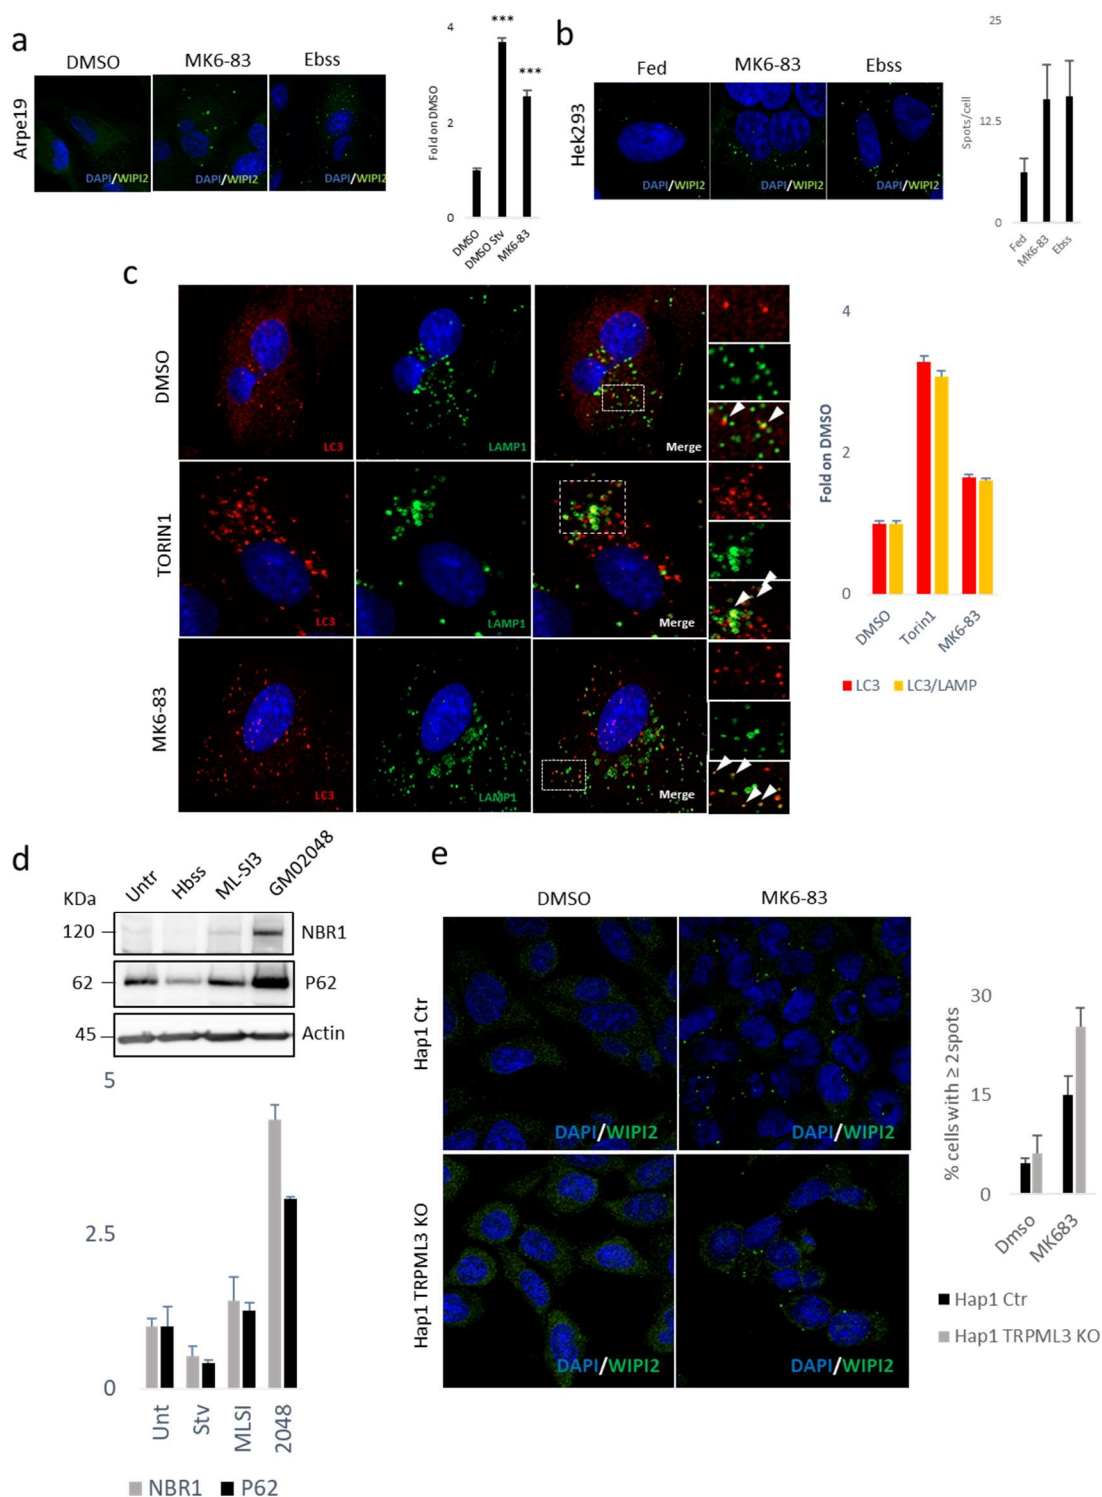 a
DMSO
MK6-83
Ebss
Arpe19
DAPI/WIPI2
DAPI/WIPI2
DAPI/WIPI2
4
2
0
Fold on DMSO
***
***
DMSO
DMSO Stv
MK6-83
b
Fed
MK6-83
Ebss
Hek293
DAPI/WIPI2
DAPI/WIPI2
DAPI/WIPI2
25
12.5
0
Spots/cell
Fed
MK6-83
Ebss
c
DMSO
LC3
LAMP1
Merge
TORIN1
LC3
LAMP1
Merge
MK6-83
LC3
LAMP1
Merge
4
2
0
Fold on DMSO
DMSO
Torin1
MK6-83
LC3
LC3/LAMP
d
KDa
Untr
Hbss
ML-SI3
GM02048
120
NBR1
62
P62
45
Actin
5
2.5
0
Unt
Stv
MLSI
2048
NBR1
P62
e
DMSO
MK6-83
Hap1 Ctr
DAPI/WIPI2
DAPI/WIPI2
Hap1 TRPML3 KO
DAPI/WIPI2
DAPI/WIPI2
30
15
0
% cells with ≥ 2 spots
Dmso
MK683
Hap1 Ctr
Hap1 TRPML3 KO